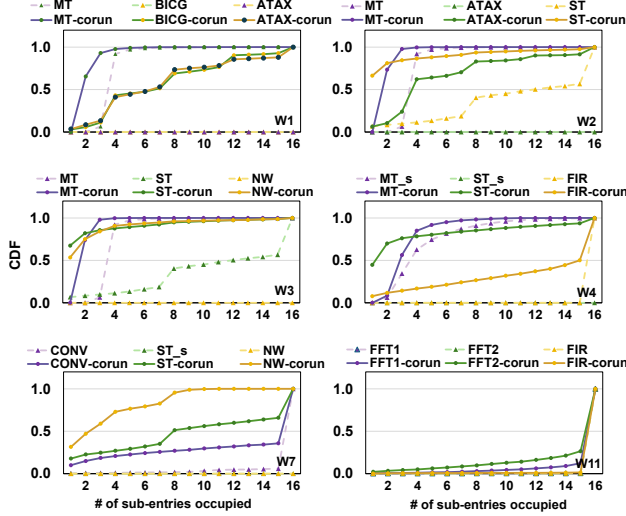 MT BICG ATAX
MT-corun BICG-corun ATAX-corun
1.0
0.5
0.0
2 4 6 8 10 12 14 16
W1
MT ATAX ST
MT-corun ATAX-corun ST-corun
1.0
0.5
0.0
2 4 6 8 10 12 14 16
W2
MT ST NW
MT-corun ST-corun NW-corun
CDF
1.0
0.5
0.0
2 4 6 8 10 12 14 16
W3
MT_s ST_s FIR
MT-corun ST-corun FIR-corun
1.0
0.5
0.0
2 4 6 8 10 12 14 16
W4
CONV ST_s NW
CONV-corun ST-corun NW-corun
1.0
0.5
0.0
2 4 6 8 10 12 14 16
W7
# of sub-entries occupied
FFT1 FFT2 FIR
FFT1-corun FFT2-corun FIR-corun
1.0
0.5
0.0
2 4 6 8 10 12 14 16
W11
# of sub-entries occupied